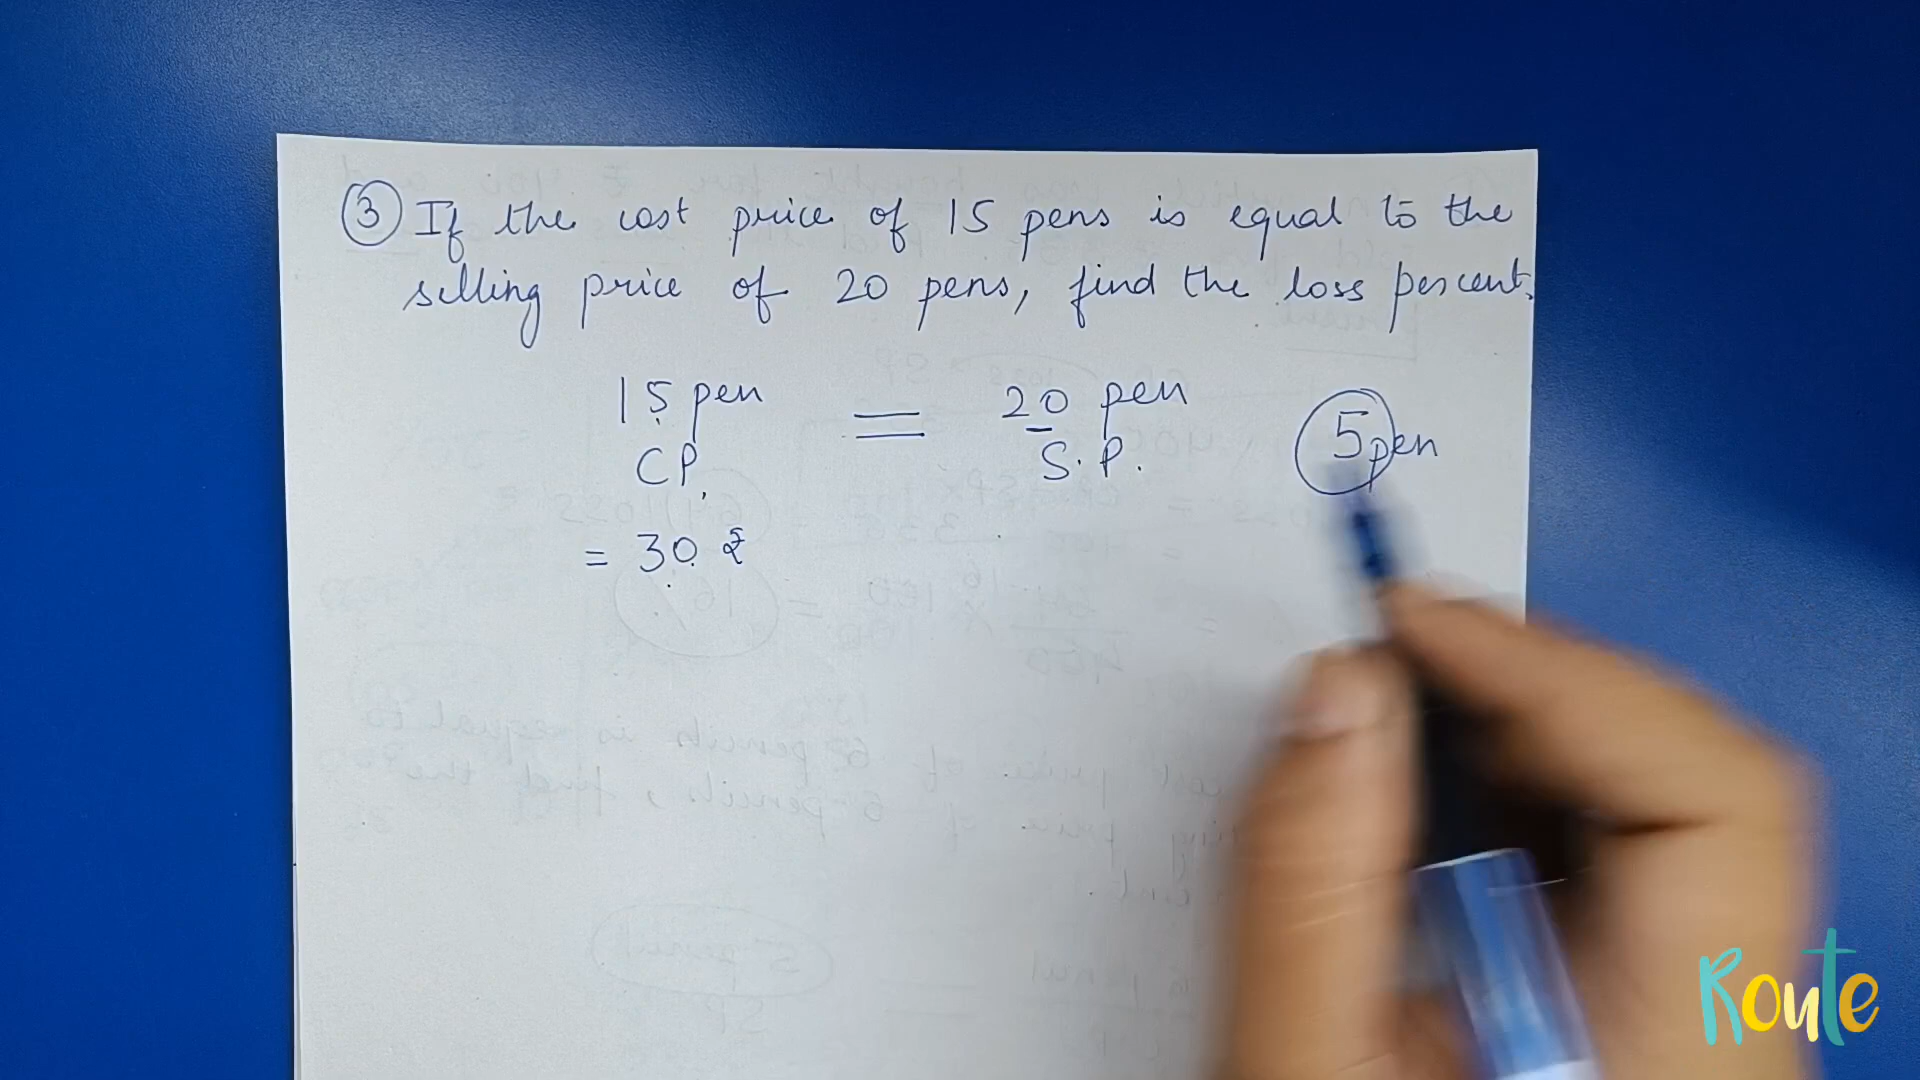 ③ If the cost price of 15 pens is equal to the
selling price of 20 pens, find the loss percent.
15 pen = 20 pen 5 pen
CP. S.P.
= 30 ₹
Route